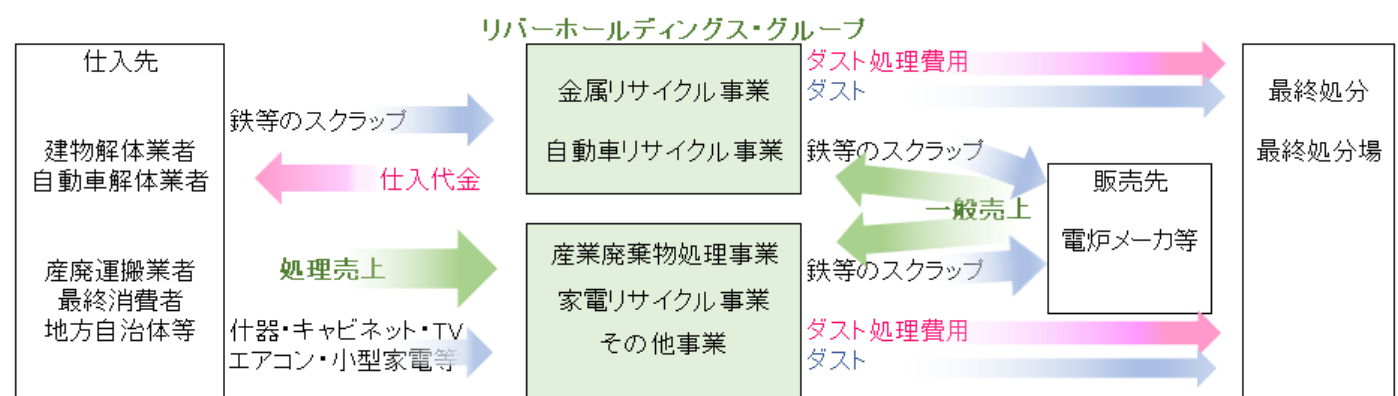 リバーホールディングス・グループ
仕入先
建物解体業者
自動車解体業者
産廃運搬業者
最終消費者
地方自治体等
鉄等のスクラップ
仕入代金
処理売上
什器・キャビネット・TV
エアコン・小型家電等
金属リサイクル事業
自動車リサイクル事業
産業廃棄物処理事業
家電リサイクル事業
その他事業
ダスト処理費用
ダスト
鉄等のスクラップ
一般売上
鉄等のスクラップ
ダスト処理費用
ダスト
販売先
電炉メーカ等
最終処分
最終処分場